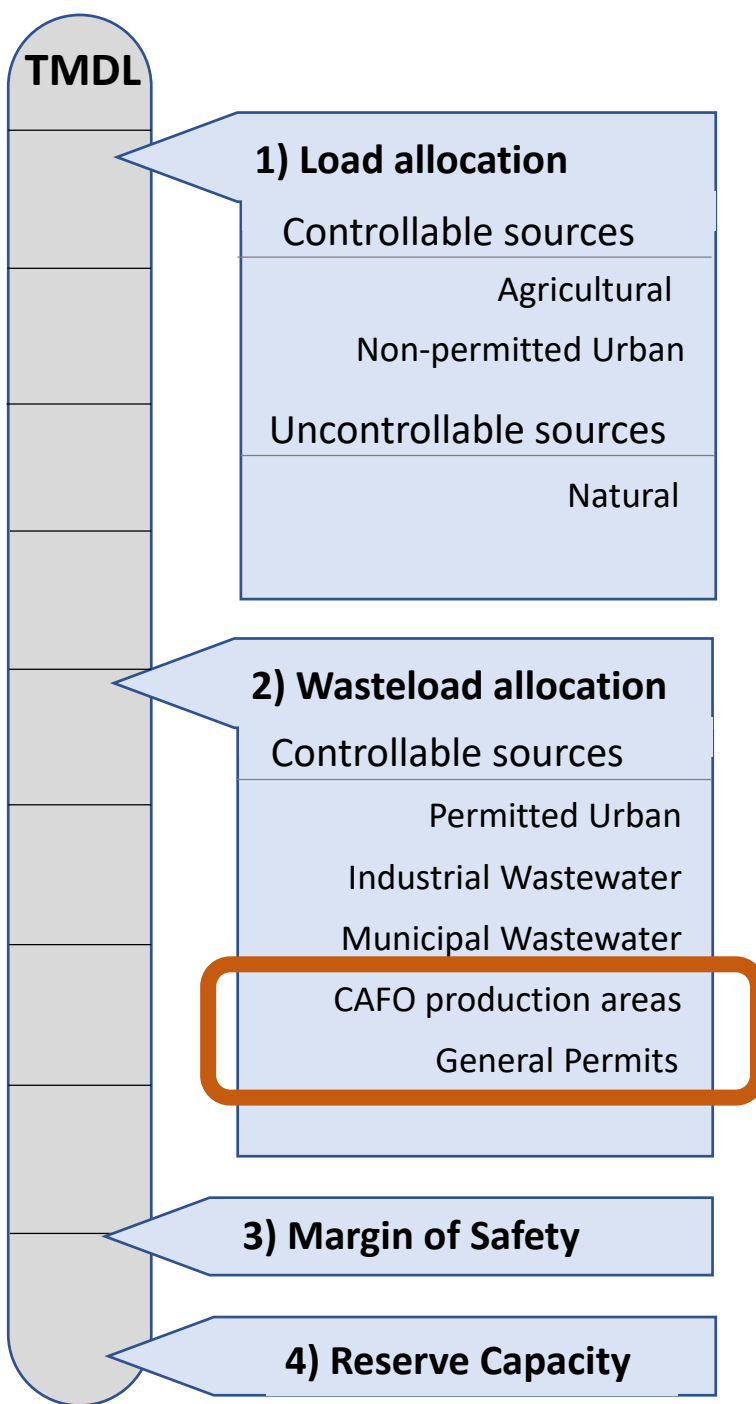 TMDL
1) Load allocation
Controllable sources
Agricultural
Non-permitted Urban
Uncontrollable sources
Natural
2) Wasteload allocation
Controllable sources
Permitted Urban
Industrial Wastewater
Municipal Wastewater
CAFO production areas
General Permits
3) Margin of Safety
4) Reserve Capacity